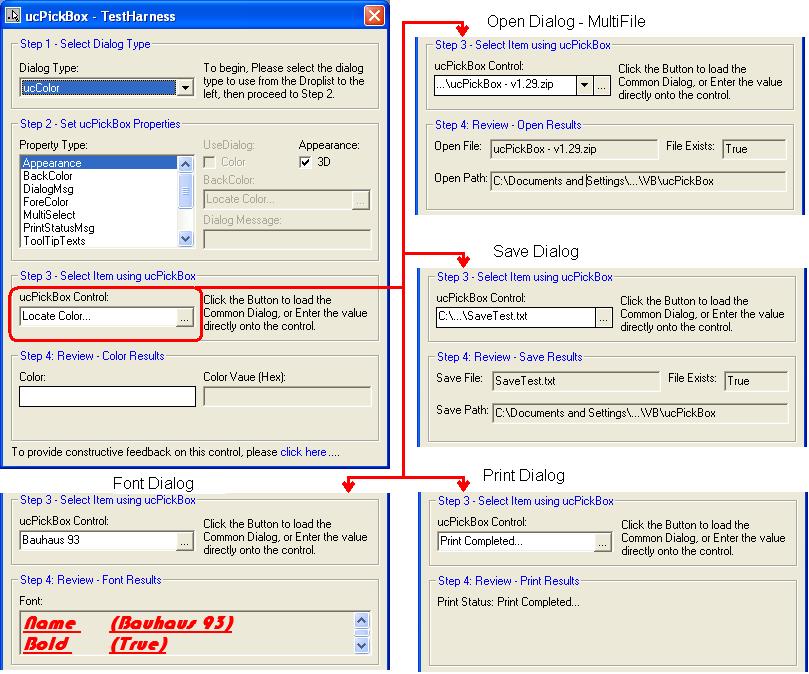 ucPickBox - TestHarness
Step 1 - Select Dialog Type
Dialog Type:
ucColor
To begin, Please select the dialog
type to use from the Droplist to the
left, then proceed to Step 2.
Step 2 - Set ucPickBox Properties
Property Type:
Appearance
BackColor
DialogMsg
ForeColor
MultiSelect
PrintStatusMsg
ToolTipTexts
UseDialog:
Color
Appearance:
3D
BackColor:
Locate Color...
...
Dialog Message:
Step 3 - Select Item using ucPickBox
ucPickBox Control:
Locate Color...
...
Click the Button to load the
Common Dialog, or Enter the value
directly onto the control.
Step 4: Review - Color Results
Color:
Color Vaue (Hex):
To provide constructive feedback on this control, please click here....
Open Dialog - MultiFile
Step 3 - Select Item using ucPickBox
ucPickBox Control:
...\ucPickBox - v1.29.zip
...
Click the Button to load the
Common Dialog, or Enter the value
directly onto the control.
Step 4: Review - Open Results
Open File:
ucPickBox - v1.29.zip
File Exists:
True
Open Path:
C:\Documents and Settings\...\VB\ucPickBox
Save Dialog
Step 3 - Select Item using ucPickBox
ucPickBox Control:
C:\...\SaveTest.txt
...
Click the Button to load the
Common Dialog, or Enter the value
directly onto the control.
Step 4: Review - Save Results
Save File:
SaveTest.txt
File Exists:
True
Save Path:
C:\Documents and Settings\...\VB\ucPickBox
Font Dialog
Step 3 - Select Item using ucPickBox
ucPickBox Control:
Bauhaus 93
...
Click the Button to load the
Common Dialog, or Enter the value
directly onto the control.
Step 4: Review - Font Results
Font:
Name (Bauhaus 93)
Bold (True)
Print Dialog
Step 3 - Select Item using ucPickBox
ucPickBox Control:
Print Completed...
...
Click the Button to load the
Common Dialog, or Enter the value
directly onto the control.
Step 4: Review - Print Results
Print Status: Print Completed...